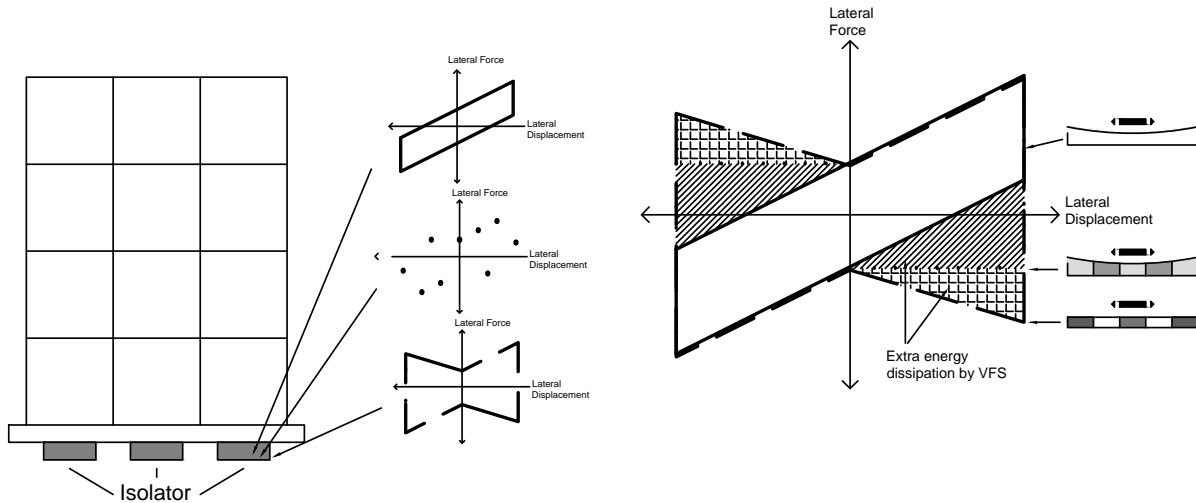 Lateral Force
Lateral
Displacement
Lateral Force
Lateral
Displacement
Lateral Force
Lateral
Displacement
Isolator
Lateral
Force
Lateral
Displacement
Extra energy
dissipation by VFS